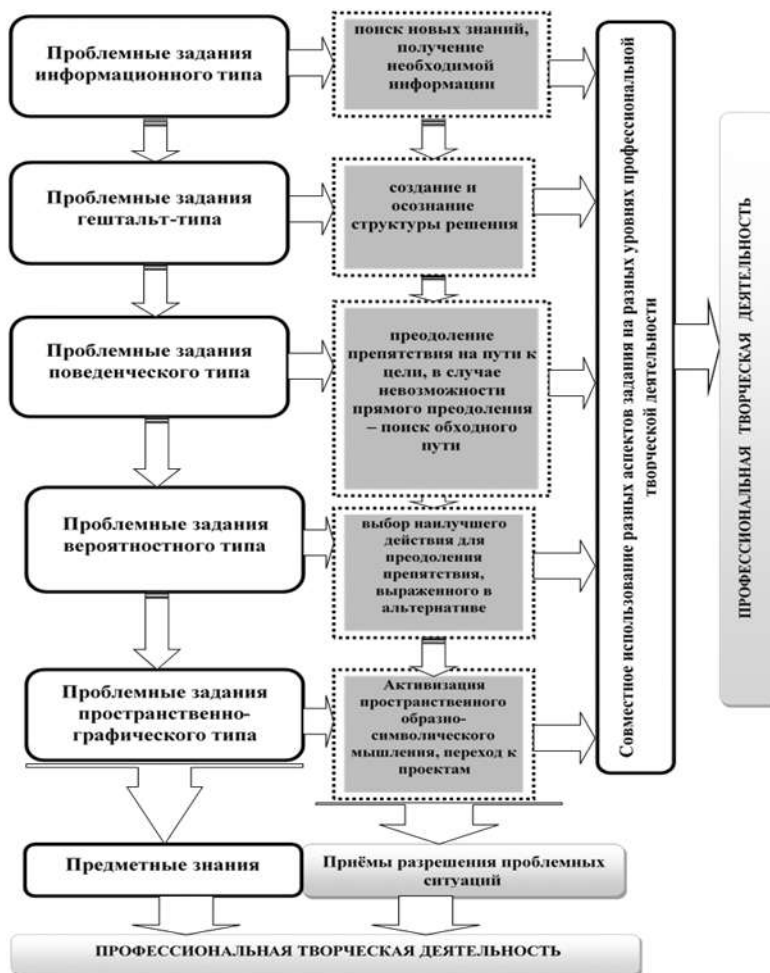 Проблемные задания
информационного типа
поиск новых знаний,
получение
необходимой
информации
Проблемные задания
гештальт-типа
создание и
осознание
структуры решения
Проблемные задания
поведенческого типа
преодоление
препятствия на пути к
цели, в случае
невозможности
прямого преодоления
– поиск обходного
пути
Проблемные задания
вероятностного типа
выбор наилучшего
действия для
преодоления
препятствия,
выраженного в
альтернативе
Проблемные задания
пространственно-
графического типа
Активизация
пространственного
образно-
символического
мышления, переход к
проектам
Совместное использование разных аспектов задания на разных уровнях профессиональной
творческой деятельности
ПРОФЕССИОНАЛЬНАЯ ТВОРЧЕСКАЯ ДЕЯТЕЛЬНОСТЬ
Предметные знания
Приёмы разрешения проблемных
ситуаций
ПРОФЕССИОНАЛЬНАЯ ТВОРЧЕСКАЯ ДЕЯТЕЛЬНОСТЬ